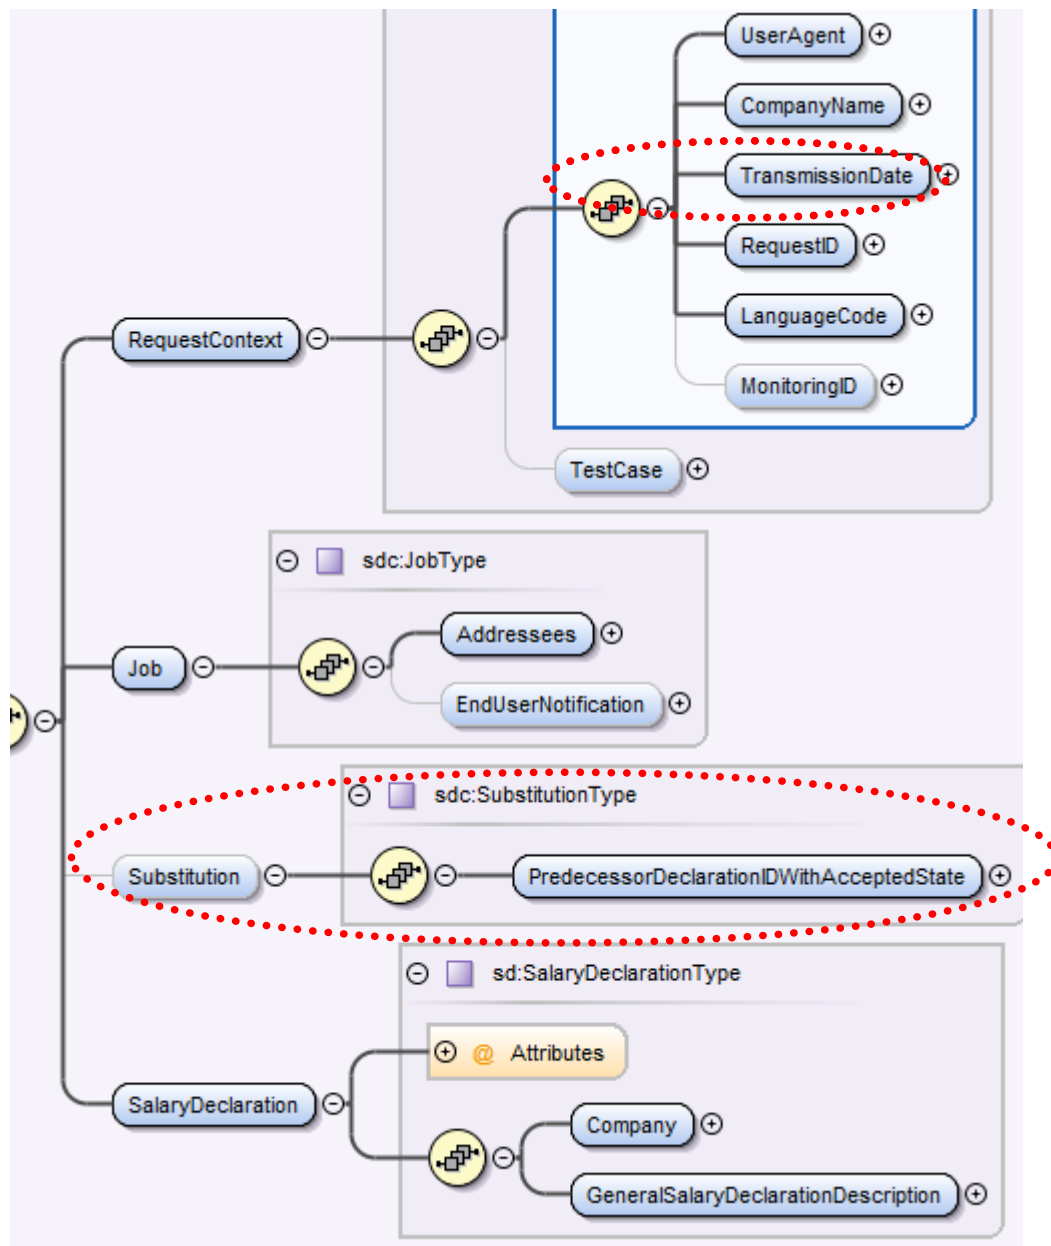 UserAgent
CompanyName
TransmissionDate
RequestID
LanguageCode
MonitoringID
RequestContext
TestCase
sdc:JobType
Addressees
Job
EndUserNotification
sdc:SubstitutionType
Substitution
PredecessorDeclarationIDWithAcceptedState
sd:SalaryDeclarationType
@ Attributes
SalaryDeclaration
Company
GeneralSalaryDeclarationDescription